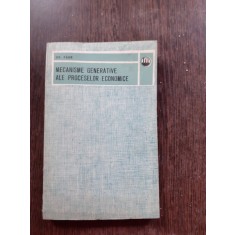 MECANISME GENERATIVE
ALE PROCESELOR ECONOMICE